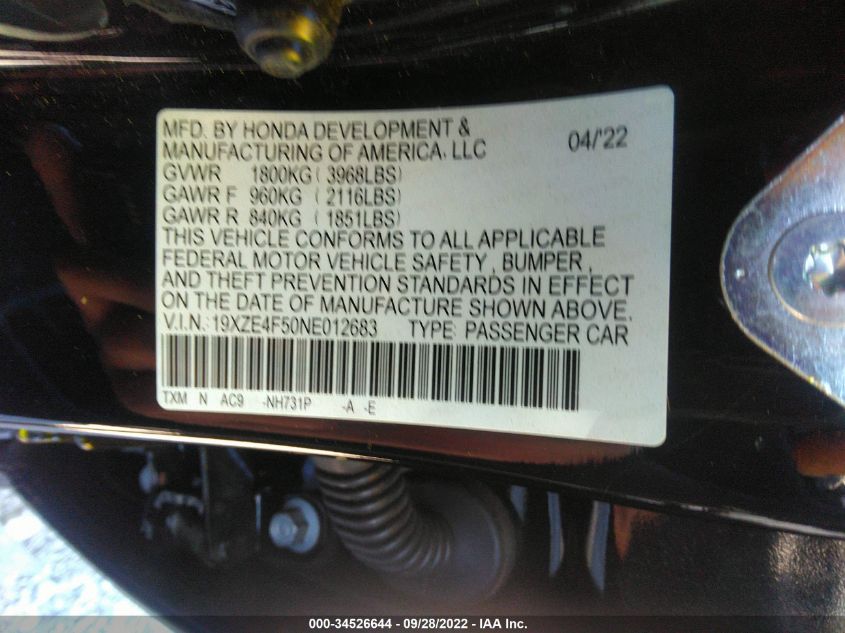 MFD. BY HONDA DEVELOPMENT &
MANUFACTURING OF AMERICA, LLC 04/'22
GVWR 1800KG ( 3968LBS)
GAWR F 960KG ( 2116LBS)
GAWR R 840KG ( 1851LBS)
THIS VEHICLE CONFORMS TO ALL APPLICABLE
FEDERAL MOTOR VEHICLE SAFETY , BUMPER ,
AND THEFT PREVENTION STANDARDS IN EFFECT
ON THE DATE OF MANUFACTURE SHOWN ABOVE.
V.I.N.:19XZE4F50NE012683 TYPE: PASSENGER CAR
TXM N AC9 -NH731P -A -E
000-34526644 - 09/28/2022 - IAA Inc.